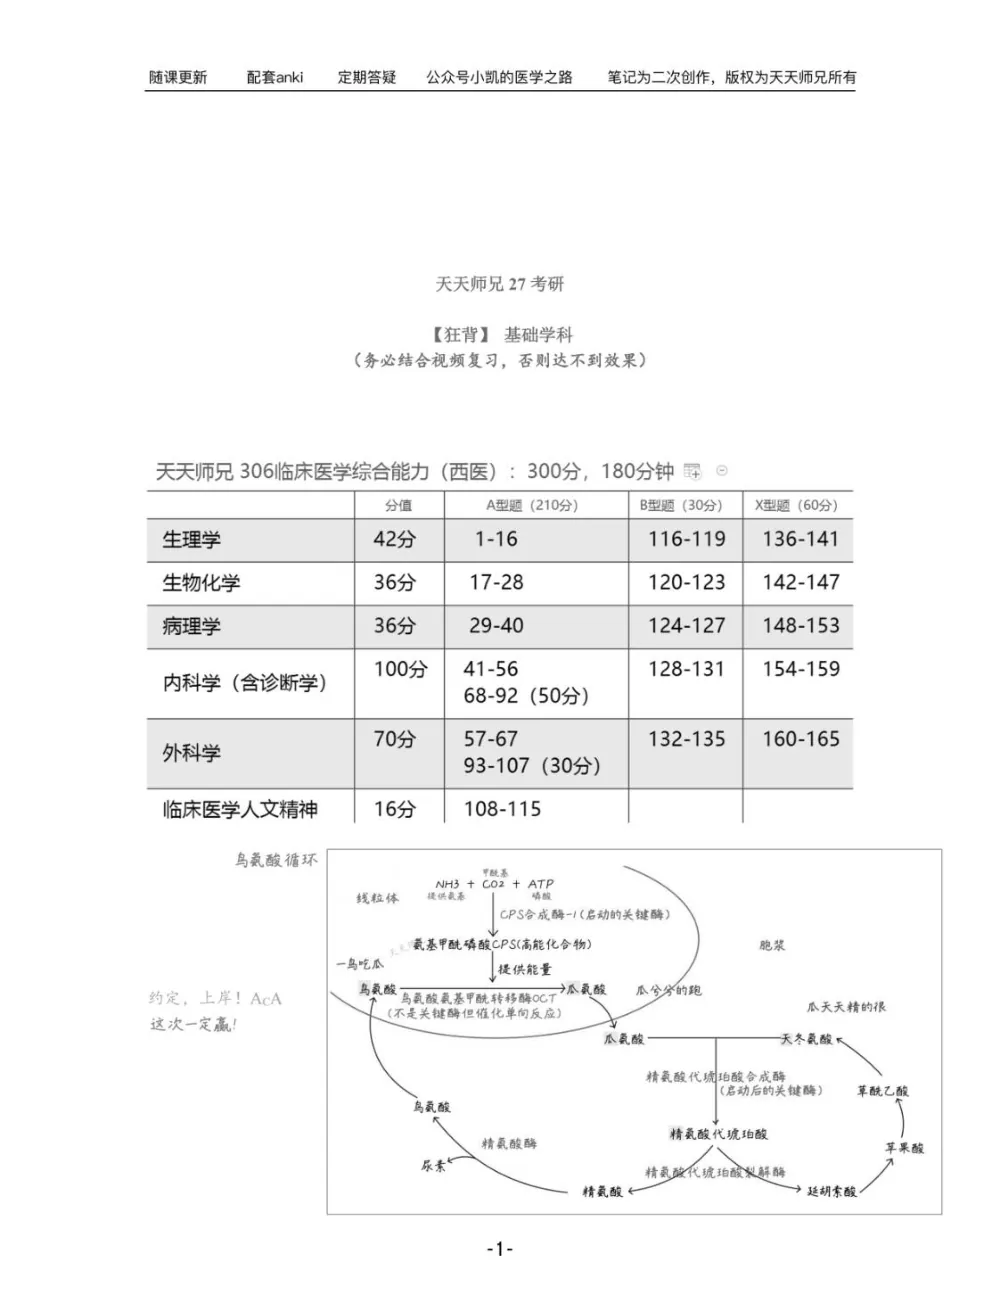 随课更新 配套anki 定期答疑 公众号小凯的医学之路 笔记为二次创作，版权为天天师兄所有
天天师兄 27 考研
【狂背】 基础学科
（务必结合视频复习，否则达不到效果）
天天师兄 306临床医学综合能力（西医）：300分，180分钟
分值 A型题（210分） B型题（30分） X型题（60分）
生理学 42分 1-16 116-119 136-141
生物化学 36分 17-28 120-123 142-147
病理学 36分 29-40 124-127 148-153
内科学（含诊断学） 100分 41-56 128-131 154-159
68-92（50分）
外科学 70分 57-67 132-135 160-165
93-107（30分）
临床医学人文精神 16分 108-115
鸟氨酸循环
甲酰基
线粒体 NH3 + CO2 + ATP
提供氨基 磷酸
CPS合成酶-1(启动的关键酶)
氨基甲酰磷酸CPS(高能化合物)
胞浆
一鸟吃瓜 提供能量
鸟氨酸 瓜氨酸 瓜兮兮的跑
鸟氨酸氨基甲酰转移酶OCT
(不是关键酶但催化单向反应)
约定，上岸！AcA
这次一定赢!
瓜天天精的很
瓜氨酸 天冬氨酸
精氨酸代琥珀酸合成酶
(启动后的关键酶)
草酰乙酸
鸟氨酸
精氨酸代琥珀酸
精氨酸酶
苹果酸
尿素
精氨酸代琥珀酸裂解酶
精氨酸 延胡索酸
-1-